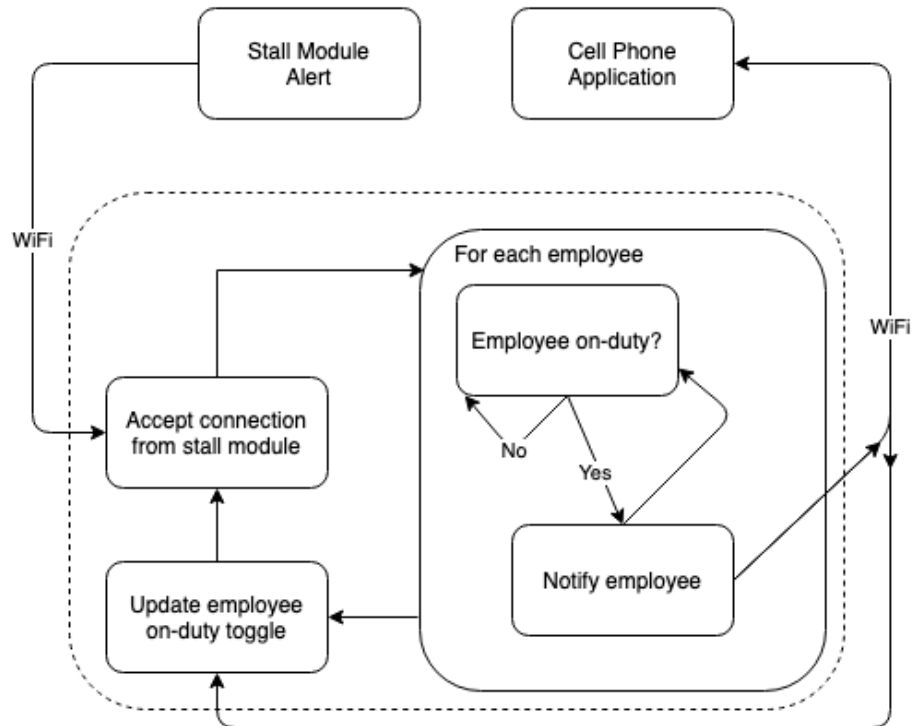 Stall Module
Alert
Cell Phone
Application
WiFi
For each employee
WiFi
Employee on-duty?
Accept connection
from stall module
No
Yes
Update employee
on-duty toggle
Notify employee